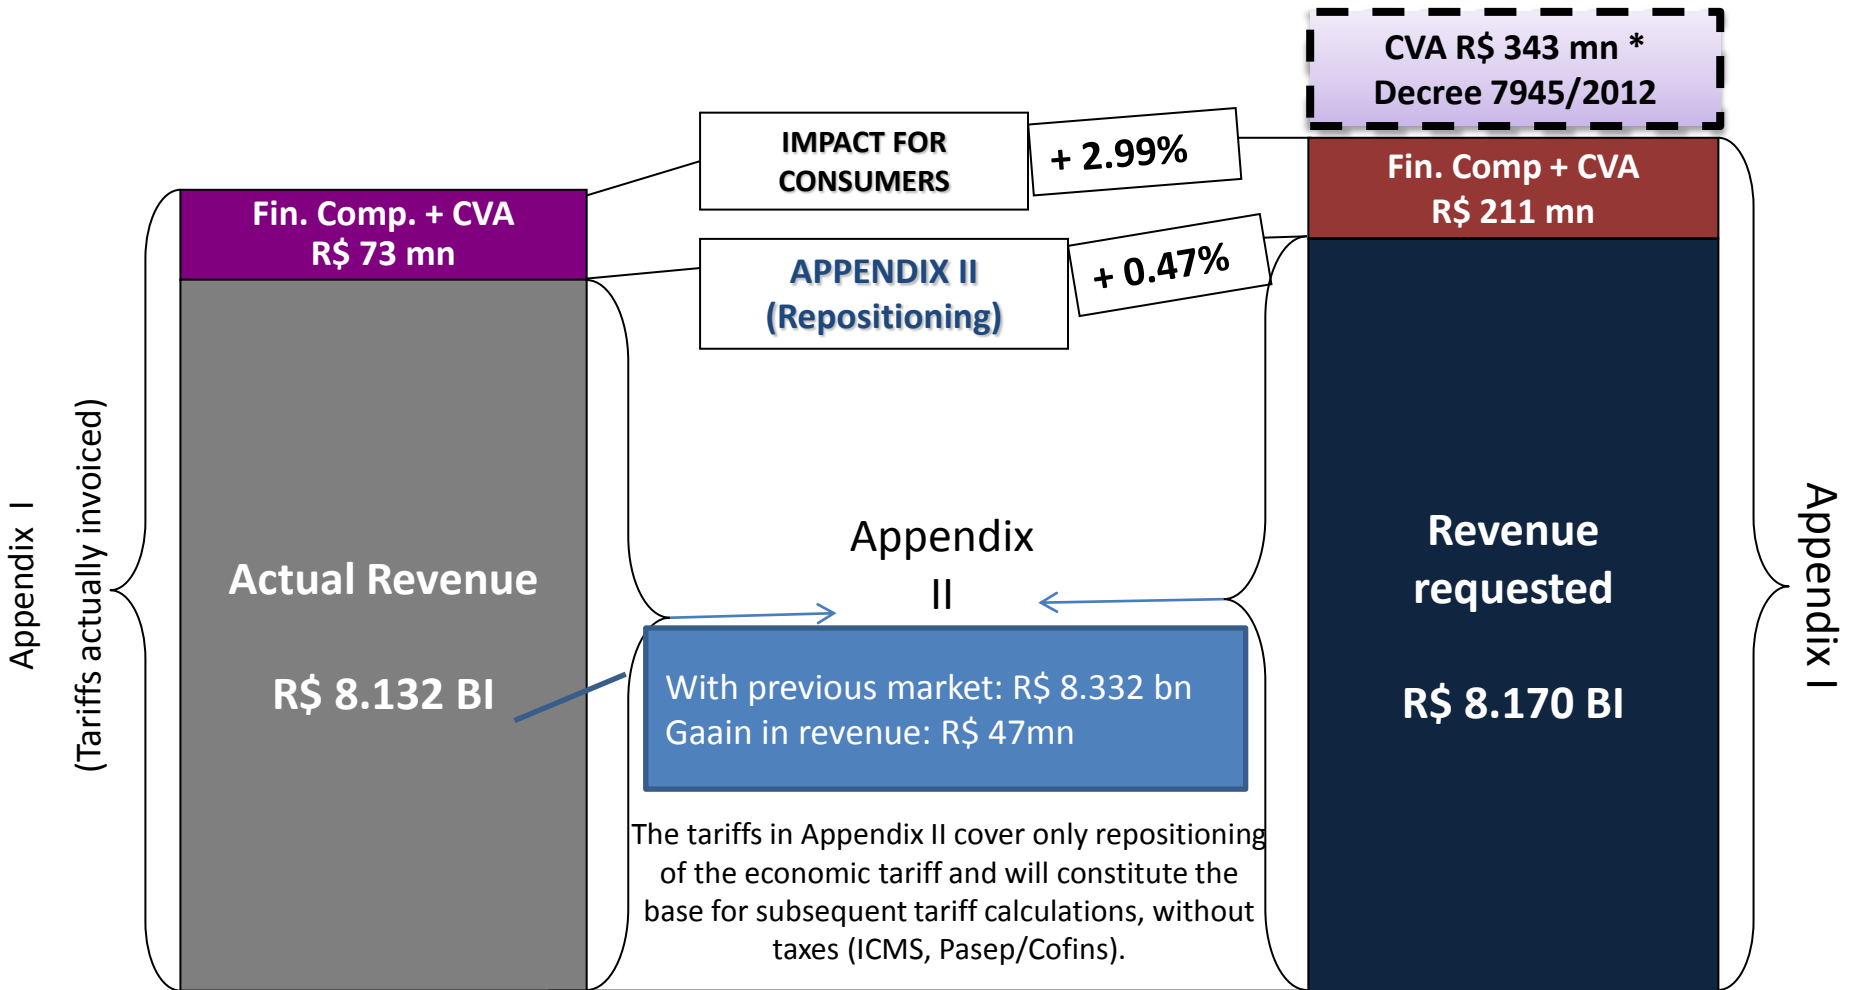 CVA R$ 343 mn *
Decree 7945/2012
IMPACT FOR
CONSUMERS
+ 2.99%
Fin. Comp + CVA
R$ 211 mn
Fin. Comp. + CVA
R$ 73 mn
APPENDIX II
(Repositioning)
+ 0.47%
Appendix I
(Tariffs actually invoiced)
Actual Revenue
R$ 8.132 BI
Appendix
II
With previous market: R$ 8.332 bn
Gaain in revenue: R$ 47mn
The tariffs in Appendix II cover only repositioning
of the economic tariff and will constitute the
base for subsequent tariff calculations, without
taxes (ICMS, Pasep/Cofins).
Revenue
requested
R$ 8.170 BI
Appendix I